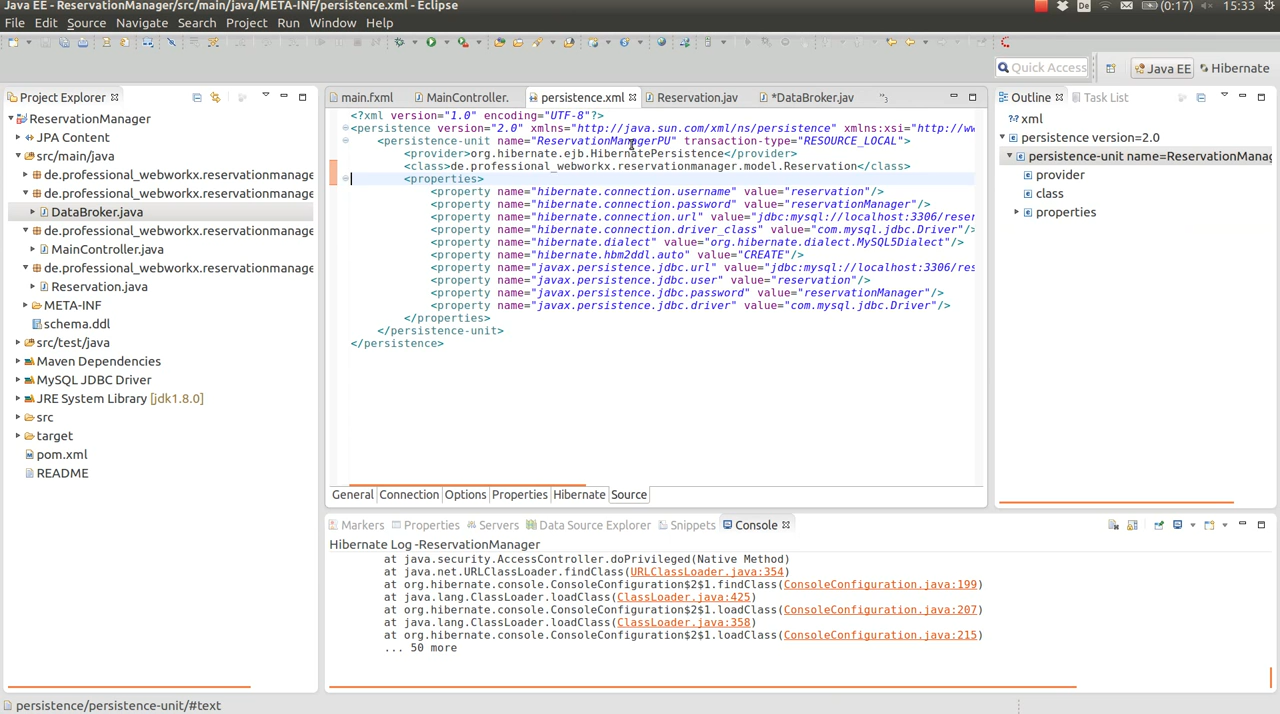 Java EE - ReservationManager/src/main/java/META-INF/persistence.xml - Eclipse
De
(0:17)
15:33
File Edit Source Navigate Search Project Run Window Help
Quick Access
Java EE
Hibernate
Project Explorer
ReservationManager
JPA Content
src/main/java
de.professional_webworkx.reservationmanage
de.professional_webworkx.reservationmanage
DataBroker.java
de.professional_webworkx.reservationmanage
MainController.java
de.professional_webworkx.reservationmanage
Reservation.java
META-INF
schema.ddl
src/test/java
Maven Dependencies
MySQL JDBC Driver
JRE System Library [jdk1.8.0]
src
target
pom.xml
README
main.fxml MainController. persistence.xml Reservation.jav *DataBroker.jav
<?xml version="1.0" encoding="UTF-8"?>
<persistence version="2.0" xmlns="http://java.sun.com/xml/ns/persistence" xmlns:xsi="http://ww
<persistence-unit name="ReservationManagerPU" transaction-type="RESOURCE_LOCAL">
<provider>org.hibernate.ejb.HibernatePersistence</provider>
<class>de.professional_webworkx.reservationmanager.model.Reservation</class>
<properties>
<property name="hibernate.connection.username" value="reservation"/>
<property name="hibernate.connection.password" value="reservationManager"/>
<property name="hibernate.connection.url" value="jdbc:mysql://localhost:3306/reser
<property name="hibernate.connection.driver_class" value="com.mysql.jdbc.Driver"/>
<property name="hibernate.dialect" value="org.hibernate.dialect.MySQL5Dialect"/>
<property name="hibernate.hbm2ddl.auto" value="CREATE"/>
<property name="javax.persistence.jdbc.url" value="jdbc:mysql://localhost:3306/res
<property name="javax.persistence.jdbc.user" value="reservation"/>
<property name="javax.persistence.jdbc.password" value="reservationManager"/>
<property name="javax.persistence.jdbc.driver" value="com.mysql.jdbc.Driver"/>
</properties>
</persistence-unit>
</persistence>
General Connection Options Properties Hibernate Source
Outline Task List
xml
persistence version=2.0
persistence-unit name=ReservationManag
provider
class
properties
Markers Properties Servers Data Source Explorer Snippets Console
Hibernate Log -ReservationManager
at java.security.AccessController.doPrivileged(Native Method)
at java.net.URLClassLoader.findClass(URLClassLoader.java:354)
at org.hibernate.console.ConsoleConfiguration$2$1.findClass(ConsoleConfiguration.java:199)
at java.lang.ClassLoader.loadClass(ClassLoader.java:425)
at org.hibernate.console.ConsoleConfiguration$2$1.loadClass(ConsoleConfiguration.java:207)
at java.lang.ClassLoader.loadClass(ClassLoader.java:358)
at org.hibernate.console.ConsoleConfiguration$2$1.loadClass(ConsoleConfiguration.java:215)
... 50 more
persistence/persistence-unit/#text